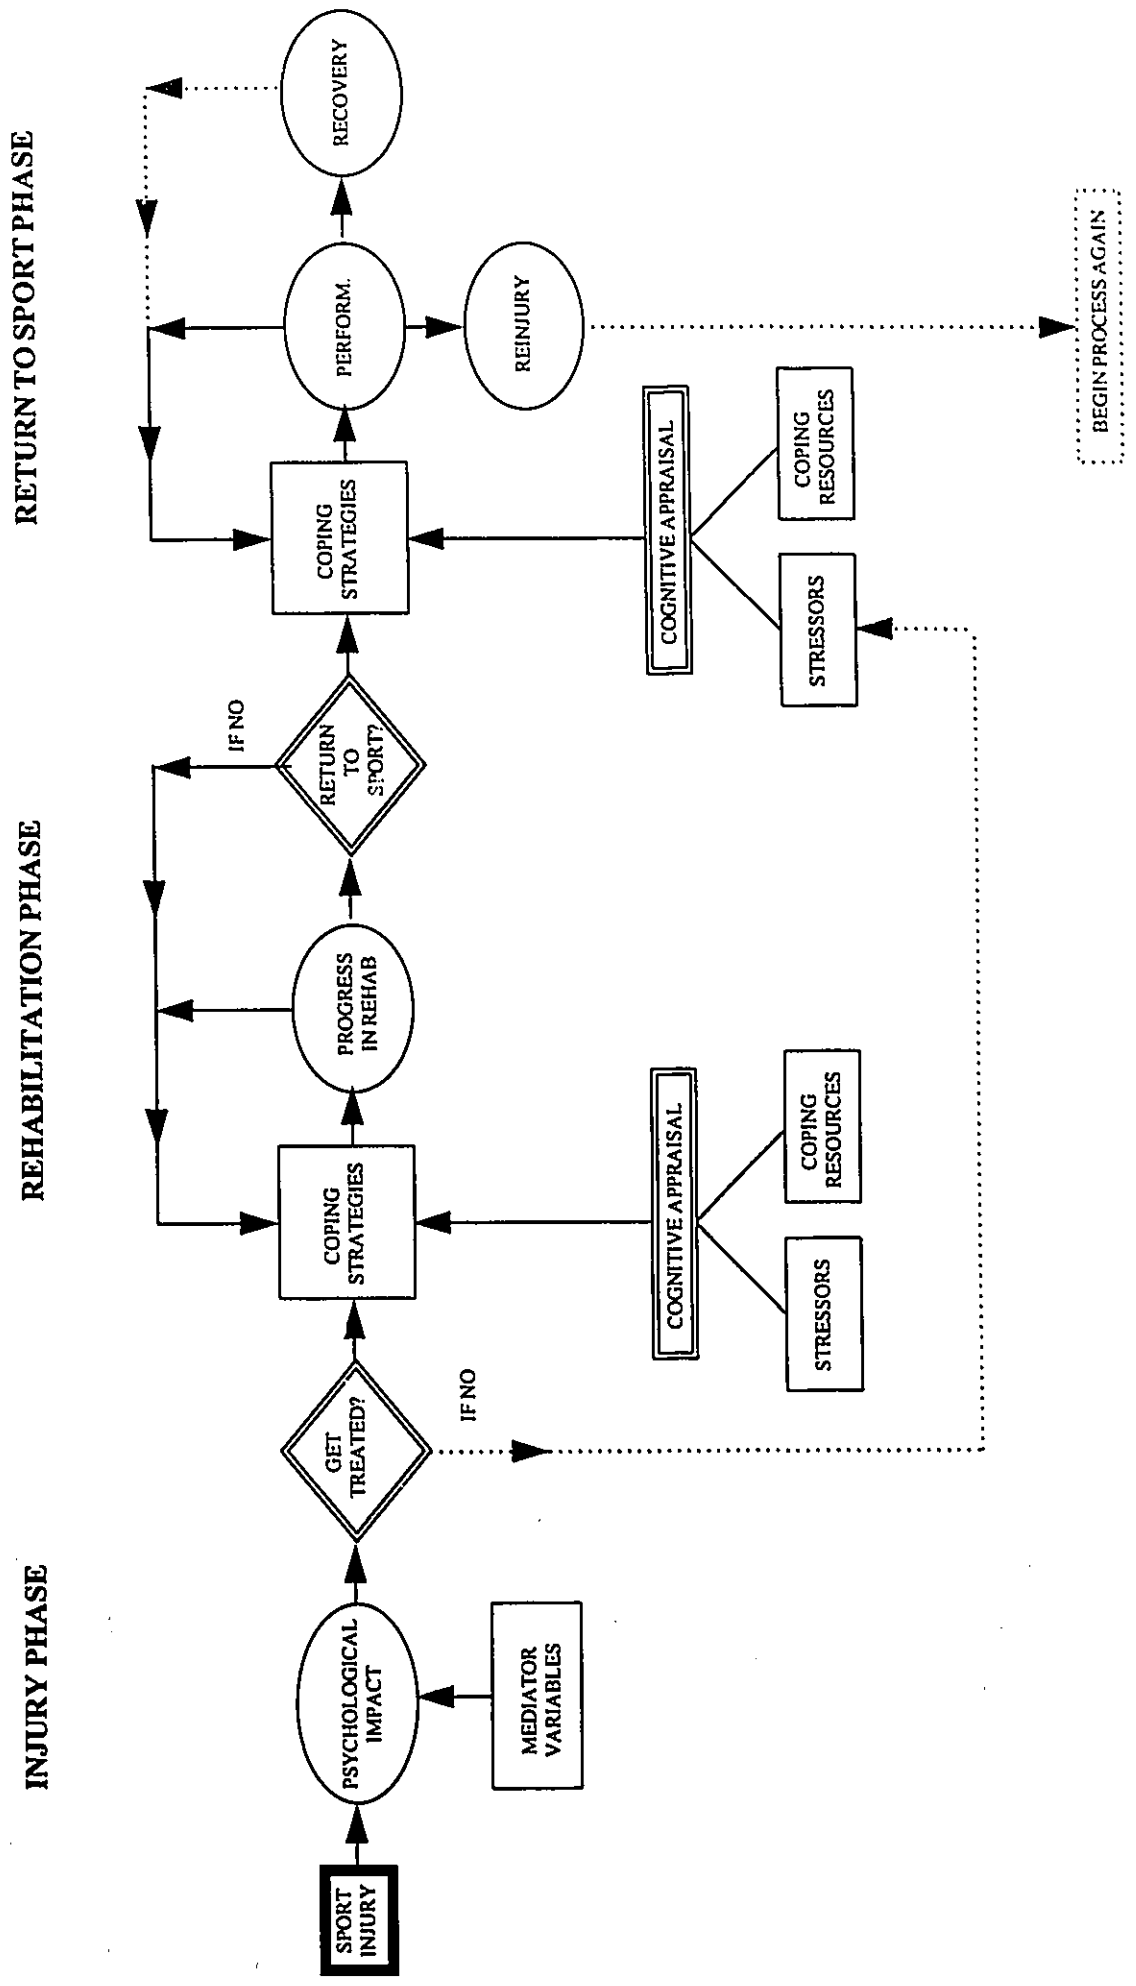 INJURY PHASE
REHABILITATION PHASE
RETURN TO SPORT PHASE
SPORT
INJURY
PSYCHOLOGICAL
IMPACT
MEDIATOR
VARIABLES
GET
TREATED?
IF NO
COPING
STRATEGIES
PROGRESS
IN REHAB
COGNITIVE APPRAISAL
STRESSORS
COPING
RESOURCES
RETURN
TO
SPORT?
IF NO
COPING
STRATEGIES
PERFORM.
RECOVERY
REINJURY
COGNITIVE APPRAISAL
STRESSORS
COPING
RESOURCES
BEGIN PROCESS AGAIN